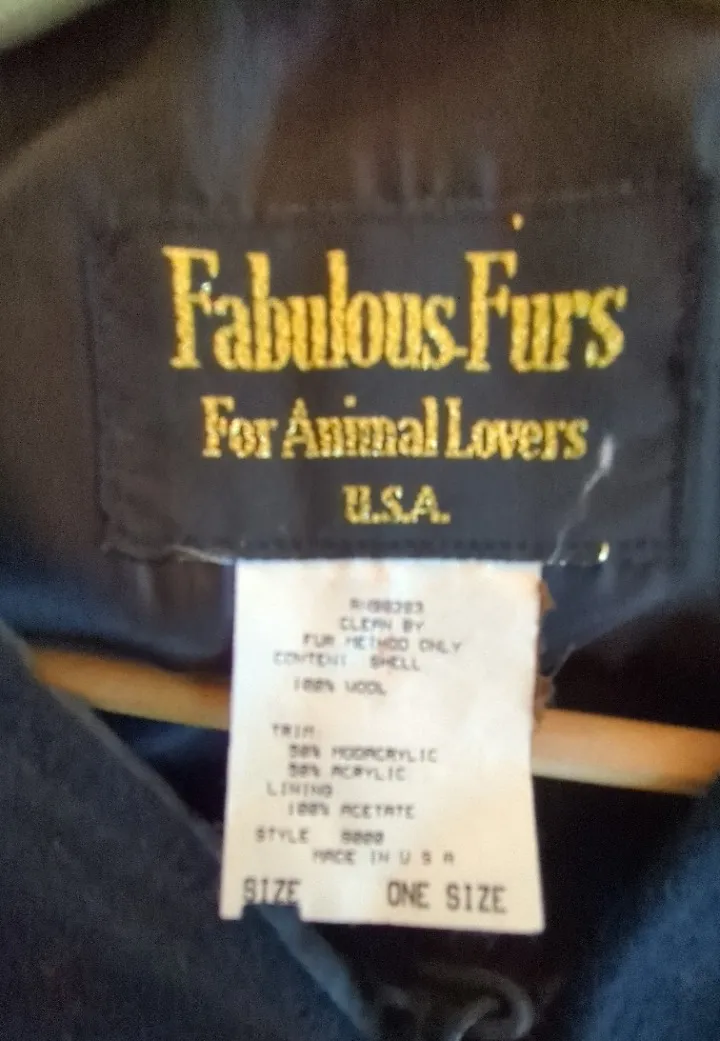 Fabulous-Furs
For Animal Lovers
U.S.A.
CLEAN BY
FUR METHOD ONLY
CONTENT SHELL
100% WOOL
TRIM
50% MODACRYLIC
50% ACRYLIC
LINING
100% ACETATE
STYLE
MADE IN U S A
SIZE ONE SIZE